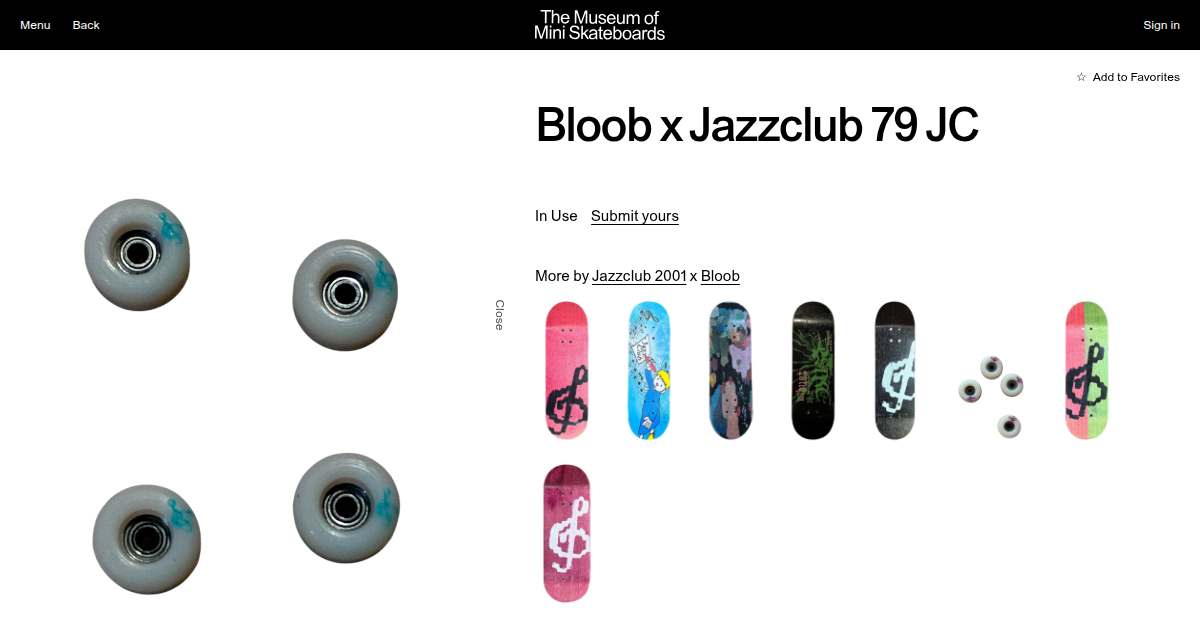 Menu Back
The Museum of
Mini Skateboards
Sign in
☆ Add to Favorites
Bloob x Jazzclub 79 JC
In Use Submit yours
More by Jazzclub 2001 x Bloob
Close